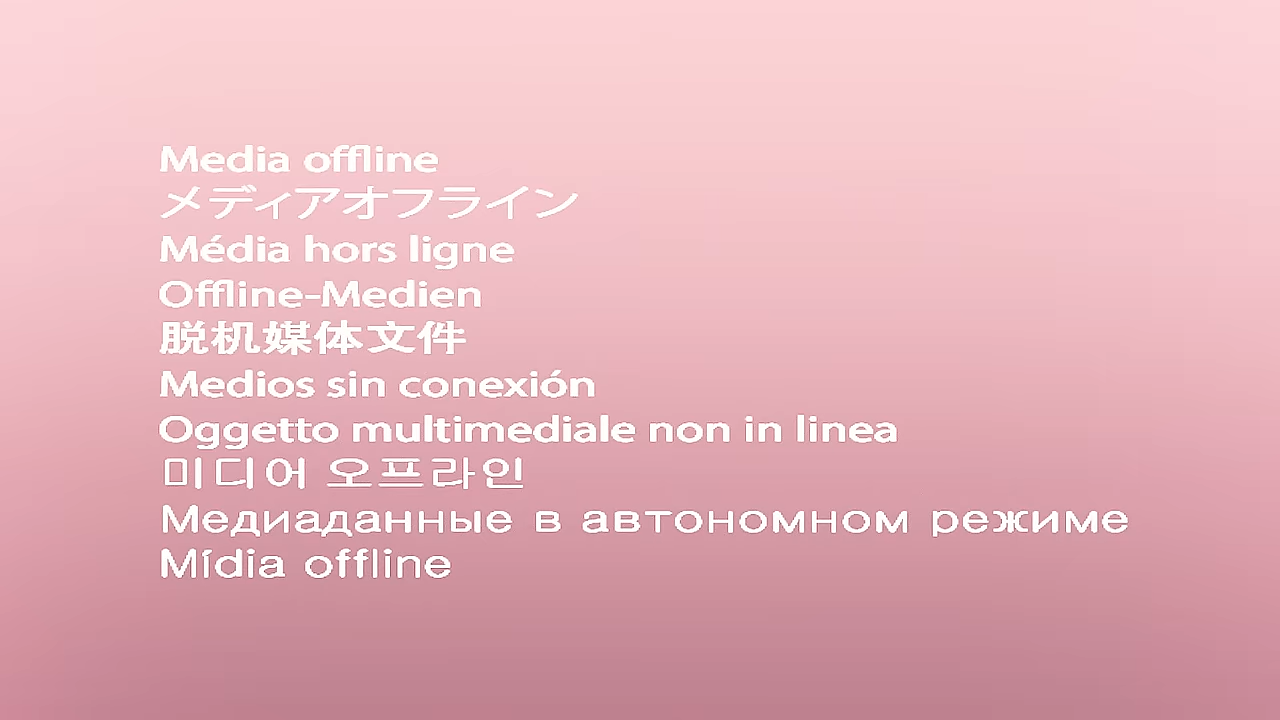 Media offline
メディアオフライン
Média hors ligne
Offline-Medien
脱机媒体文件
Medios sin conexión
Oggetto multimediale non in linea
미디어 오프라인
Медиаданные в автономном режиме
Mídia offline